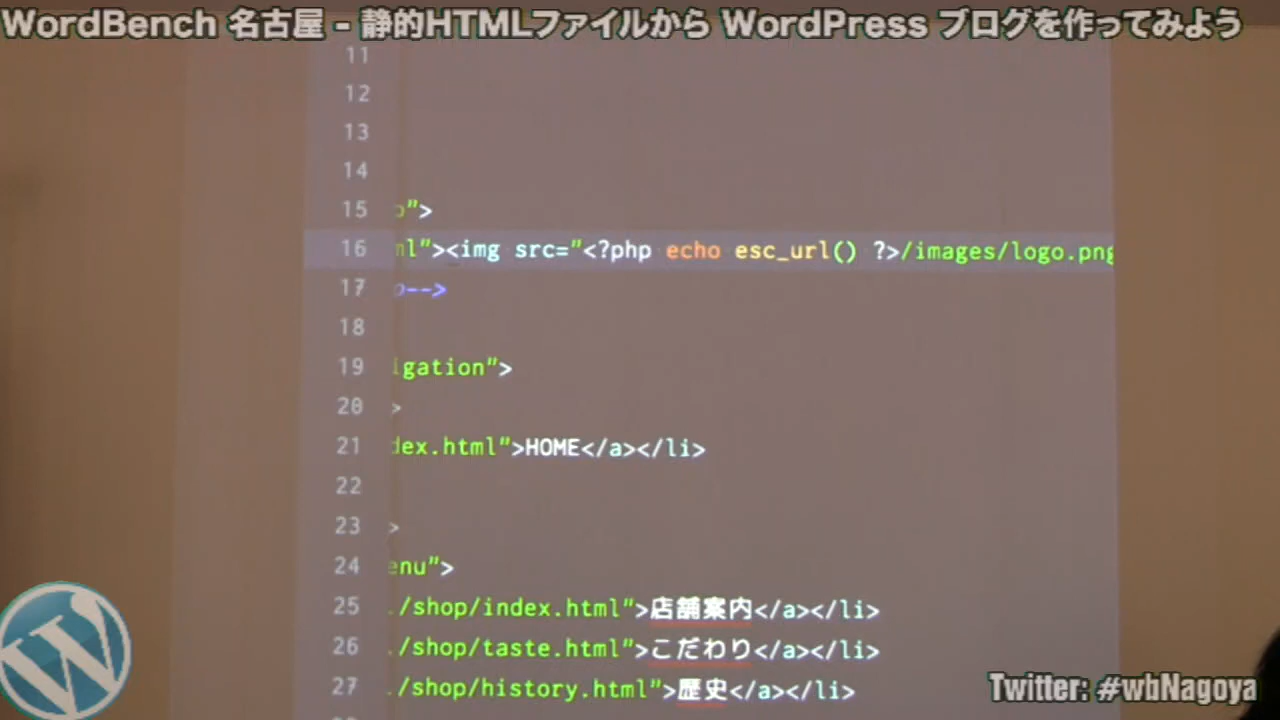 WordBench 名古屋 - 静的HTMLファイルから WordPress ブログを作ってみよう
11
12
13
14
15 o">
16 ml"><img src="<?php echo esc_url() ?>/images/logo.png
17 o-->
18
19 igation">
20 >
21 dex.html">HOME</a></li>
22
23 >
24 enu">
25 ./shop/index.html">店舗案内</a></li>
26 ./shop/taste.html">こだわり</a></li>
27 ./shop/history.html">歴史</a></li>
Twitter: #wbNagoya